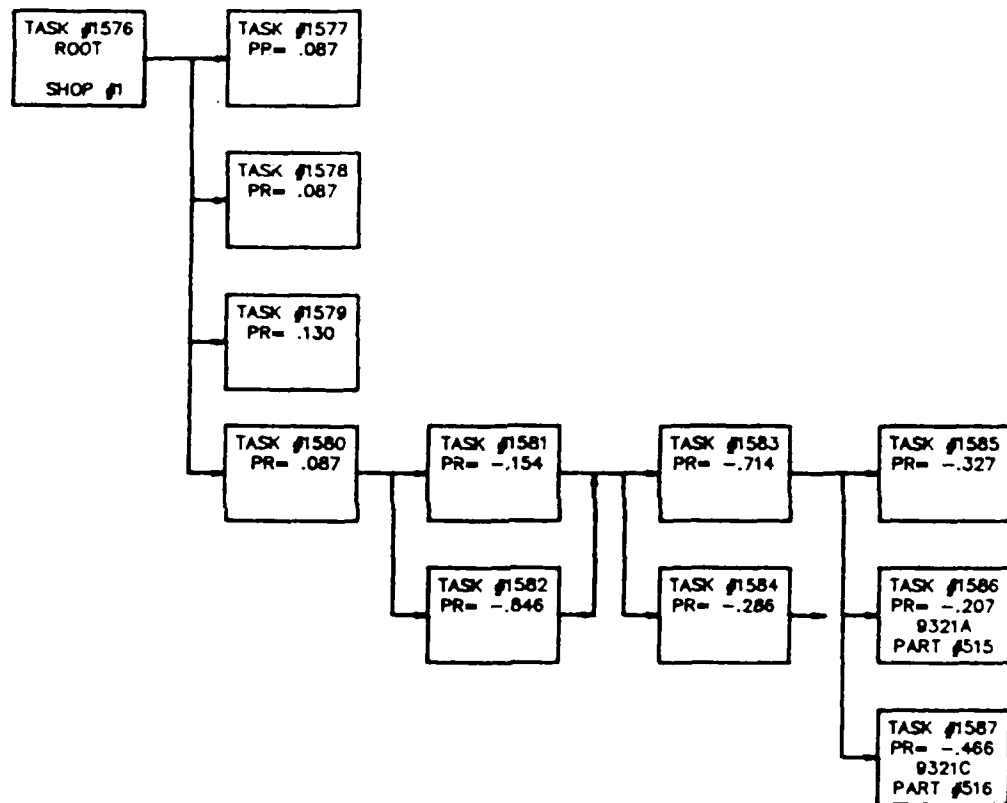 TASK #1576
ROOT
SHOP #1
TASK #1577
PR= .087
TASK #1578
PR= .087
TASK #1579
PR= .130
TASK #1580
PR= .087
TASK #1581
PR= -.154
TASK #1582
PR= -.846
TASK #1583
PR= -.714
TASK #1584
PR= -.286
TASK #1585
PR= -.327
TASK #1586
PR= -.207
9321A
PART #515
TASK #1587
PR= -.466
9321C
PART #516